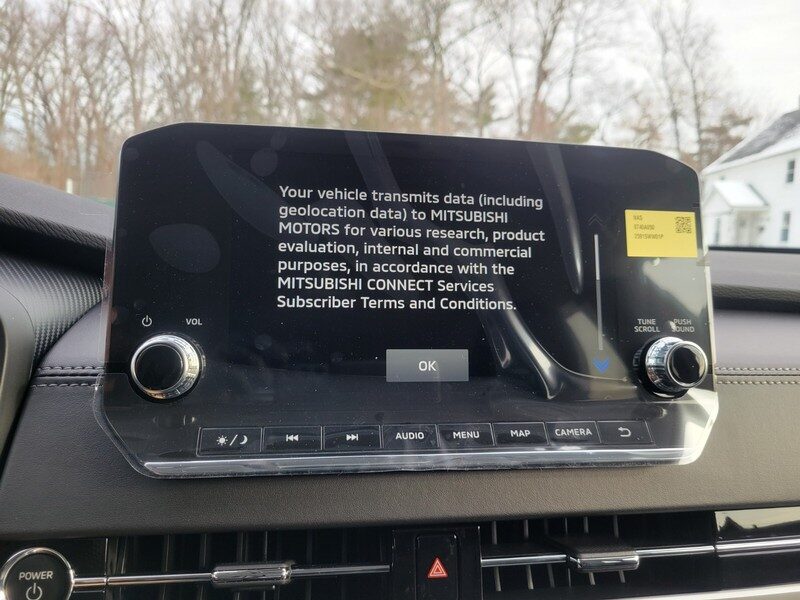 Your vehicle transmits data (including
geolocation data) to MITSUBISHI
MOTORS for various research, product
evaluation, internal and commercial
purposes, in accordance with the
MITSUBISHI CONNECT Services
Subscriber Terms and Conditions.
OK
VOL
TUNE
SCROLL
PUSH
SOUND
AUDIO
MENU
MAP
CAMERA
POWER